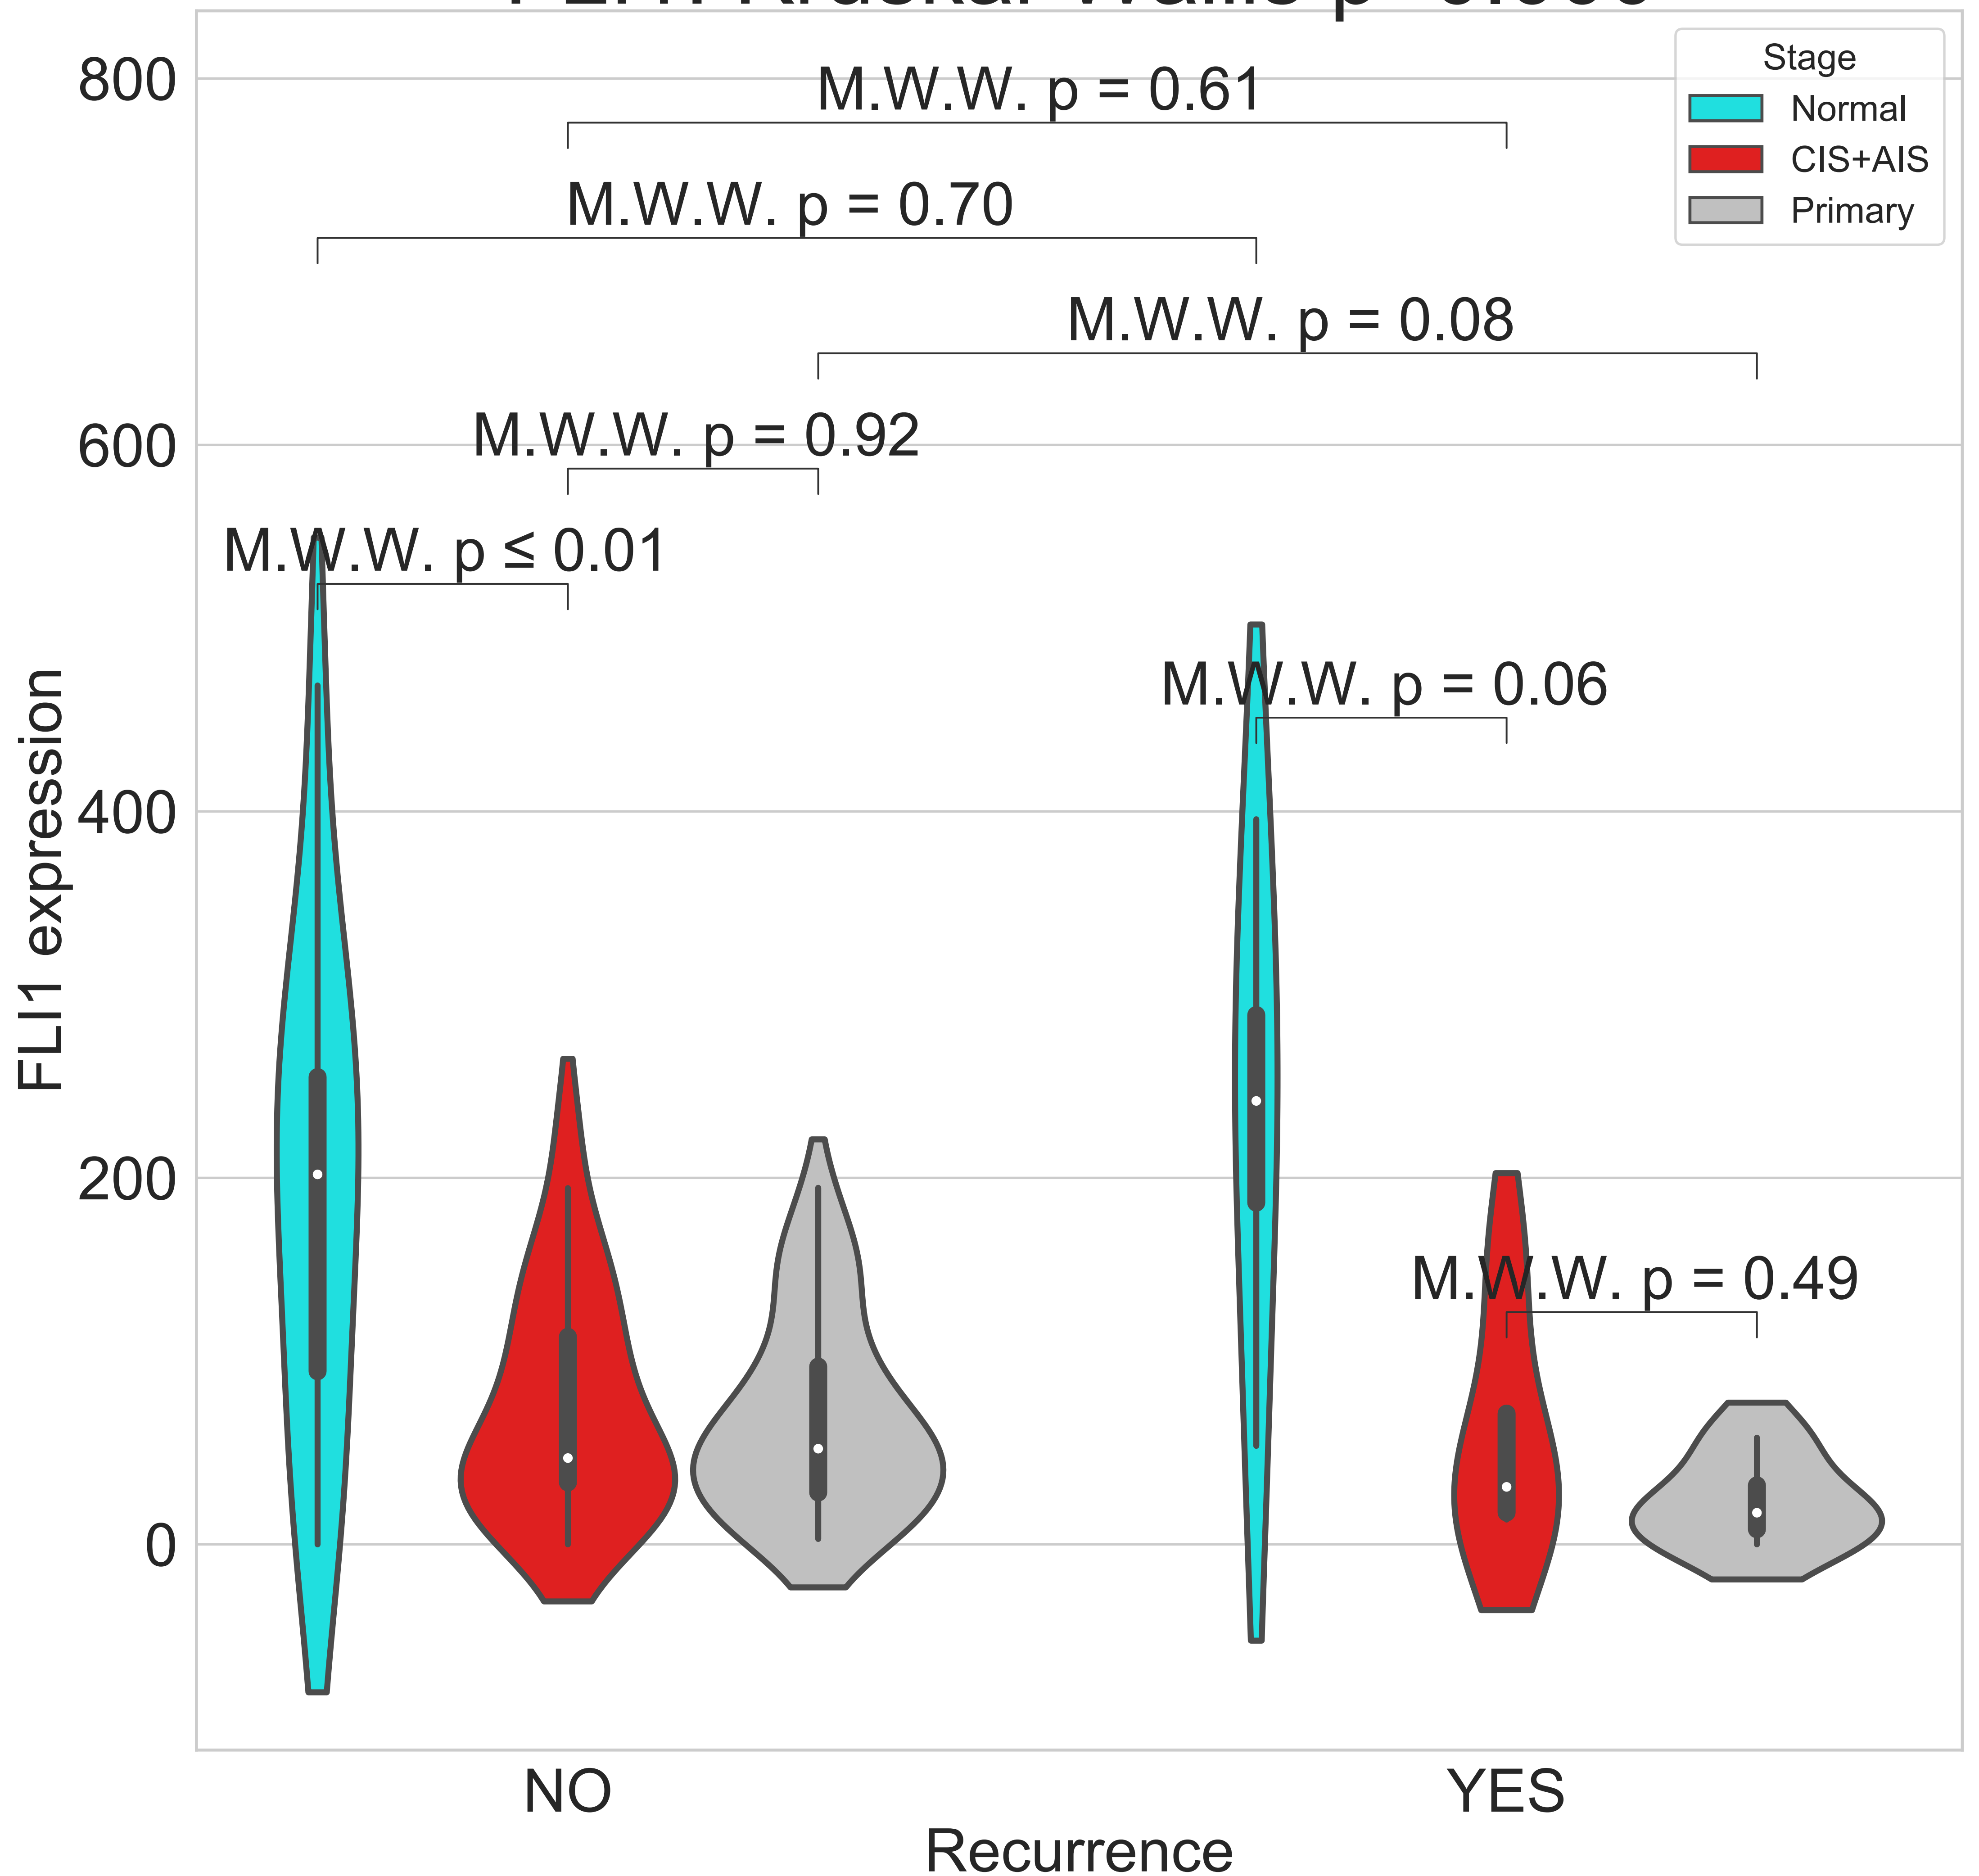 Stage
Normal
CIS+AIS
Primary
800
600
400
200
0
FLI1 expression
M.W.W. p = 0.61
M.W.W. p = 0.70
M.W.W. p = 0.08
M.W.W. p = 0.92
M.W.W. p ≤ 0.01
M.W.W. p = 0.06
M.W.W. p = 0.49
NO
YES
Recurrence